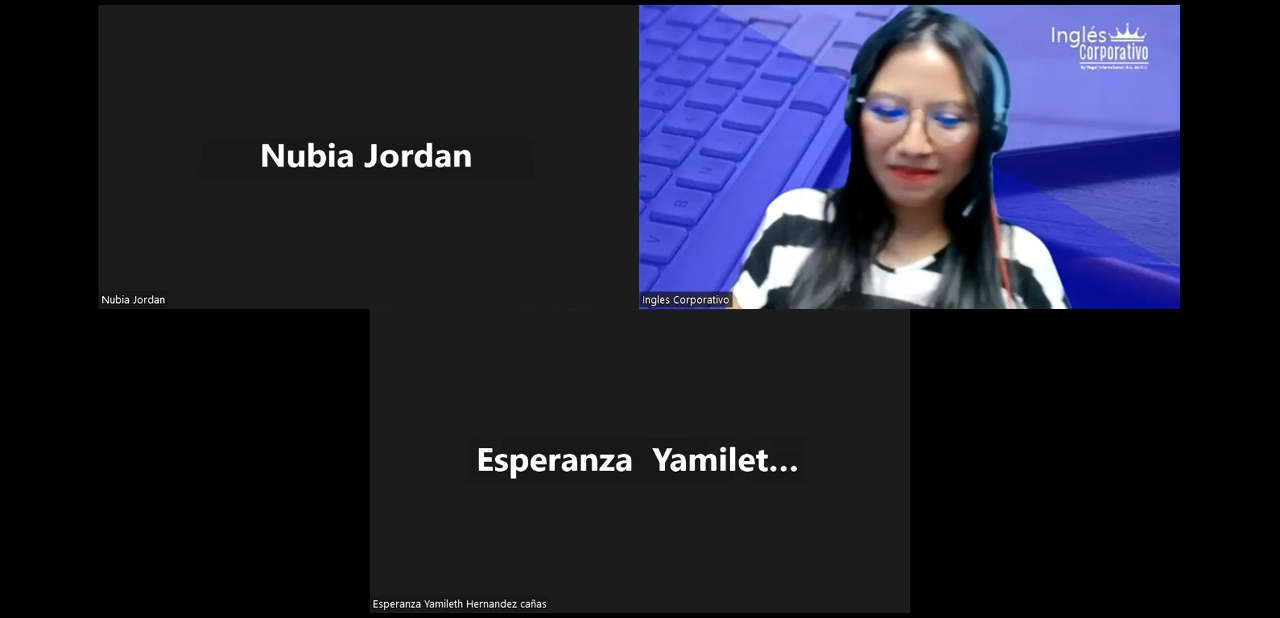 Nubia Jordan
Nubia Jordan
Inglés
Corporativo
Ingles Corporativo
Esperanza Yamilet...
Esperanza Yamileth Hernandez cañas